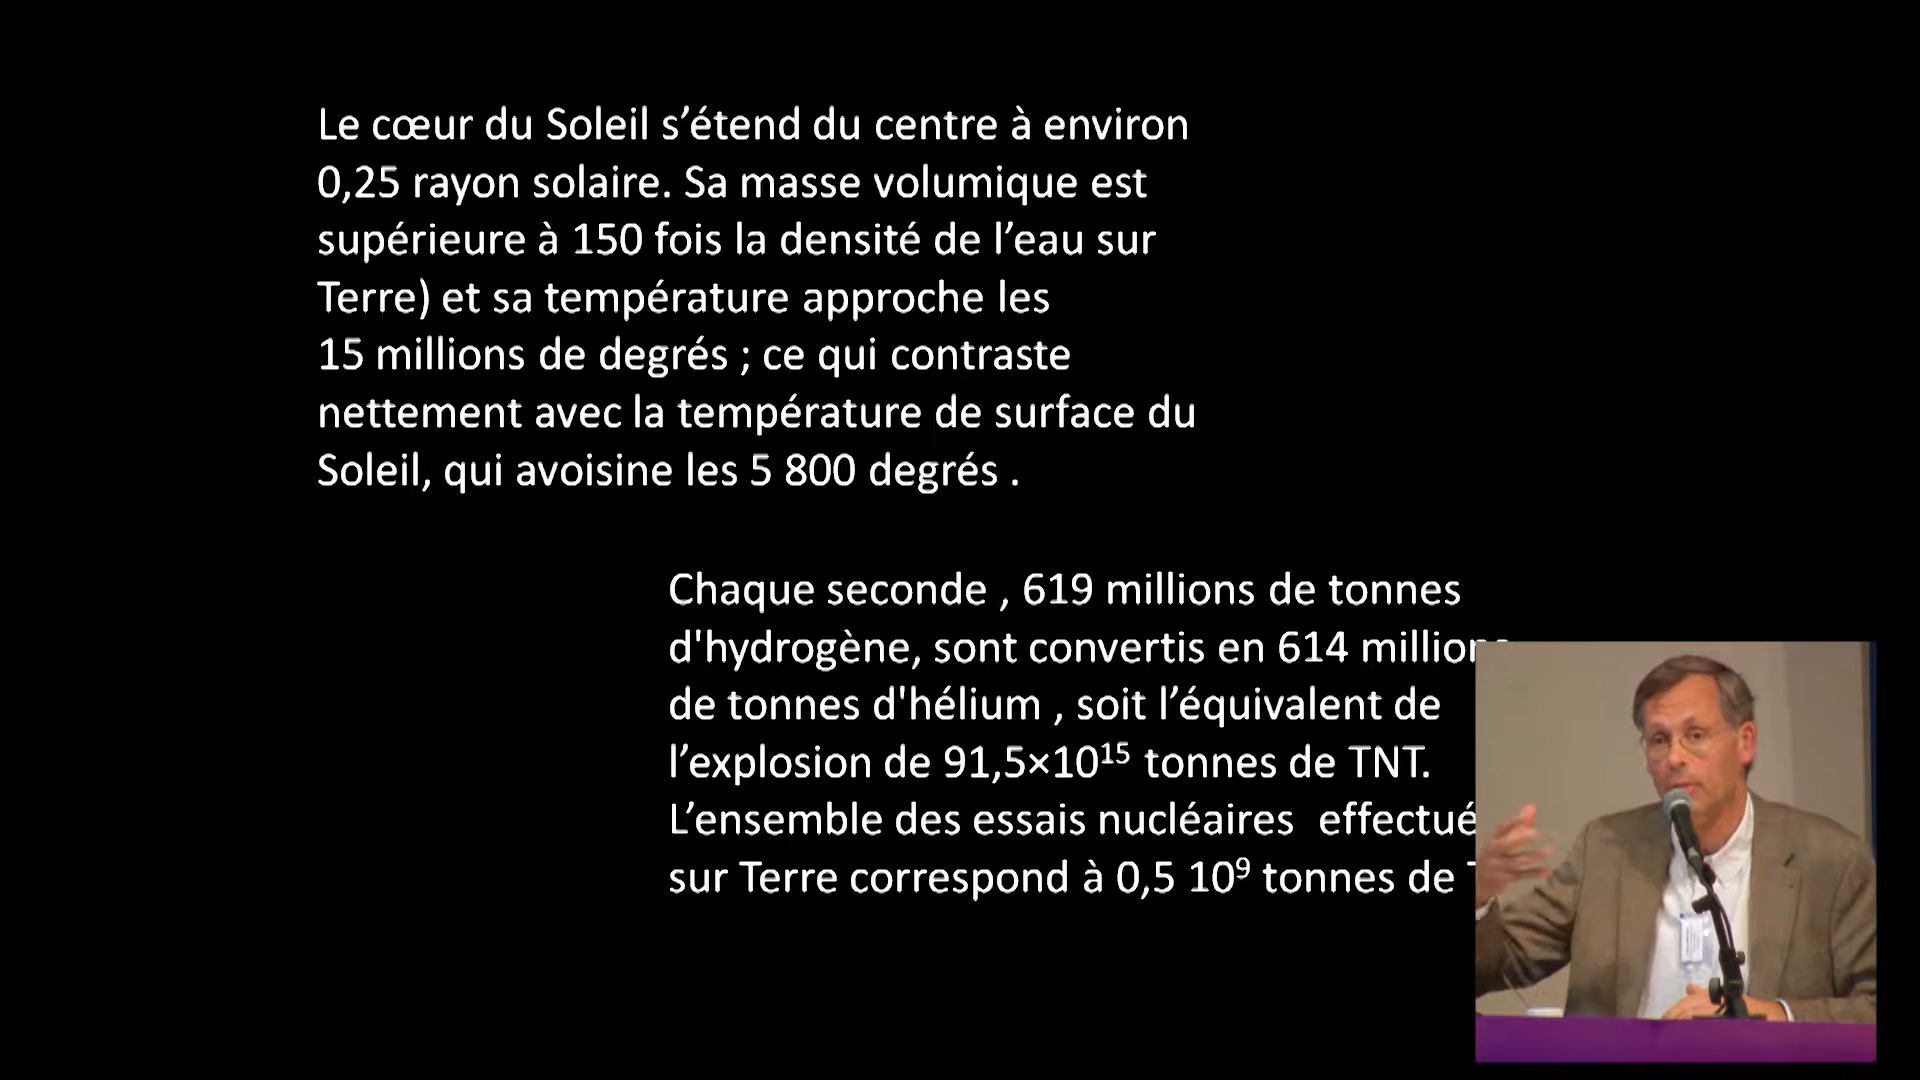 Le cœur du Soleil s’étend du centre à environ
0,25 rayon solaire. Sa masse volumique est
supérieure à 150 fois la densité de l’eau sur
Terre) et sa température approche les
15 millions de degrés ; ce qui contraste
nettement avec la température de surface du
Soleil, qui avoisine les 5 800 degrés .
Chaque seconde , 619 millions de tonnes
d'hydrogène, sont convertis en 614 millions
de tonnes d'hélium , soit l’équivalent de
l’explosion de 91,5×10¹⁵ tonnes de TNT.
L’ensemble des essais nucléaires effectué
sur Terre correspond à 0,5 10⁹ tonnes de